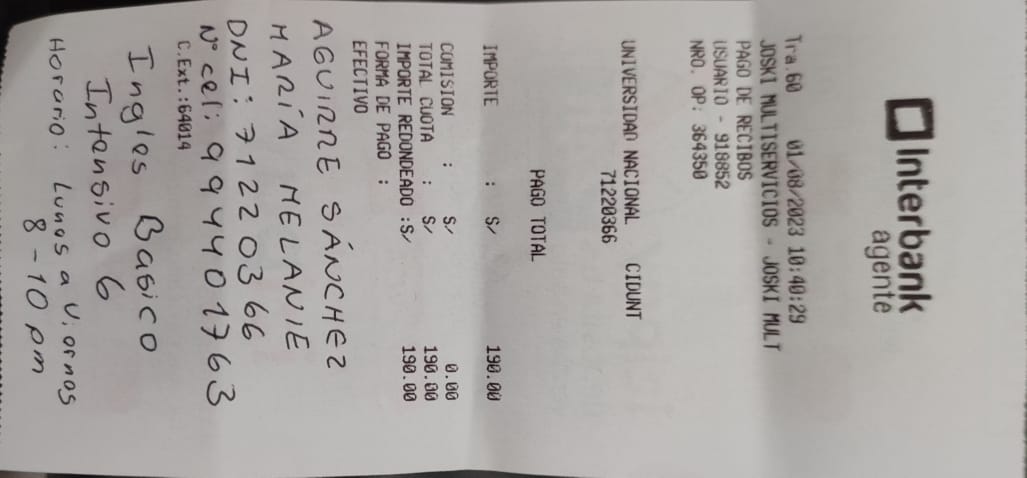 Interbank
agente
Tra.60 01/08/2023 10:40:29
JOSKI MULTISERVICIOS - JOSKI MULT
PAGO DE RECIBOS
USUARIO - 918852
NRO. OP: 364350
UNIVERSIDAD NACIONAL CIDUNT
71220366
PAGO TOTAL
IMPORTE : S/ 190.00
COMISION : S/ 0.00
TOTAL CUOTA : S/ 190.00
IMPORTE REDONDEADO :S/ 190.00
FORMA DE PAGO :
EFECTIVO
AGUIRRE SÁNCHEZ
MARÍA MELANIE
DNI: 71220366
N° cel: 994401763
C.Ext.:64014
Ingles Basico
Intensivo 6
Horario: Lunes a Viernes
8 - 10 pm